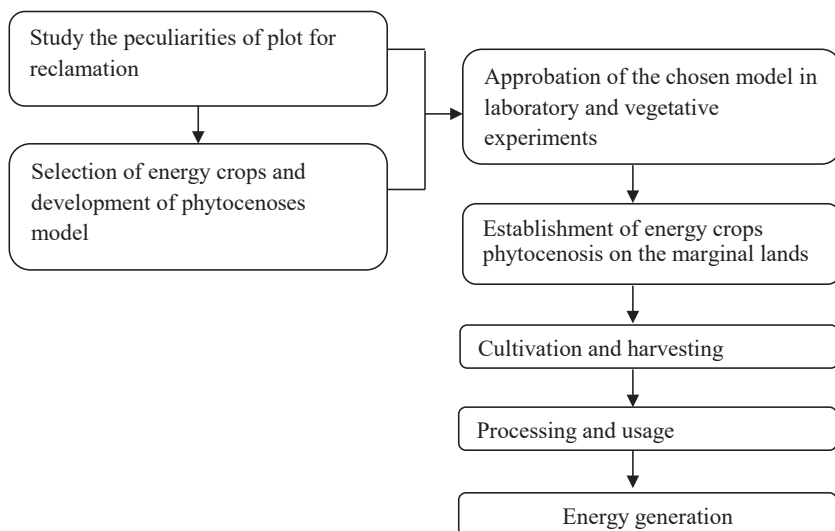 Study the peculiarities of plot for
reclamation
Selection of energy crops and
development of phytocenoses
model
Approbation of the chosen model in
laboratory and vegetative
experiments
Establishment of energy crops
phytocenosis on the marginal lands
Cultivation and harvesting
Processing and usage
Energy generation